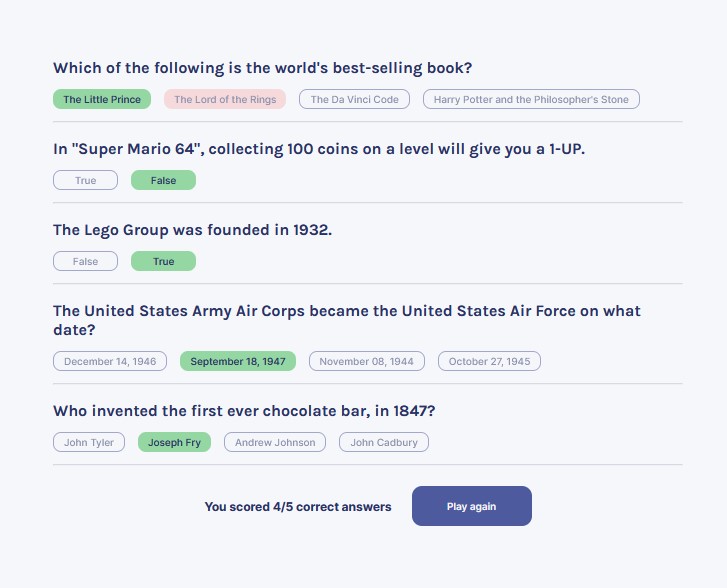 Which of the following is the world's best-selling book?
The Little Prince The Lord of the Rings The Da Vinci Code Harry Potter and the Philosopher's Stone
In "Super Mario 64", collecting 100 coins on a level will give you a 1-UP.
True False
The Lego Group was founded in 1932.
False True
The United States Army Air Corps became the United States Air Force on what
date?
December 14, 1946 September 18, 1947 November 08, 1944 October 27, 1945
Who invented the first ever chocolate bar, in 1847?
John Tyler Joseph Fry Andrew Johnson John Cadbury
You scored 4/5 correct answers Play again